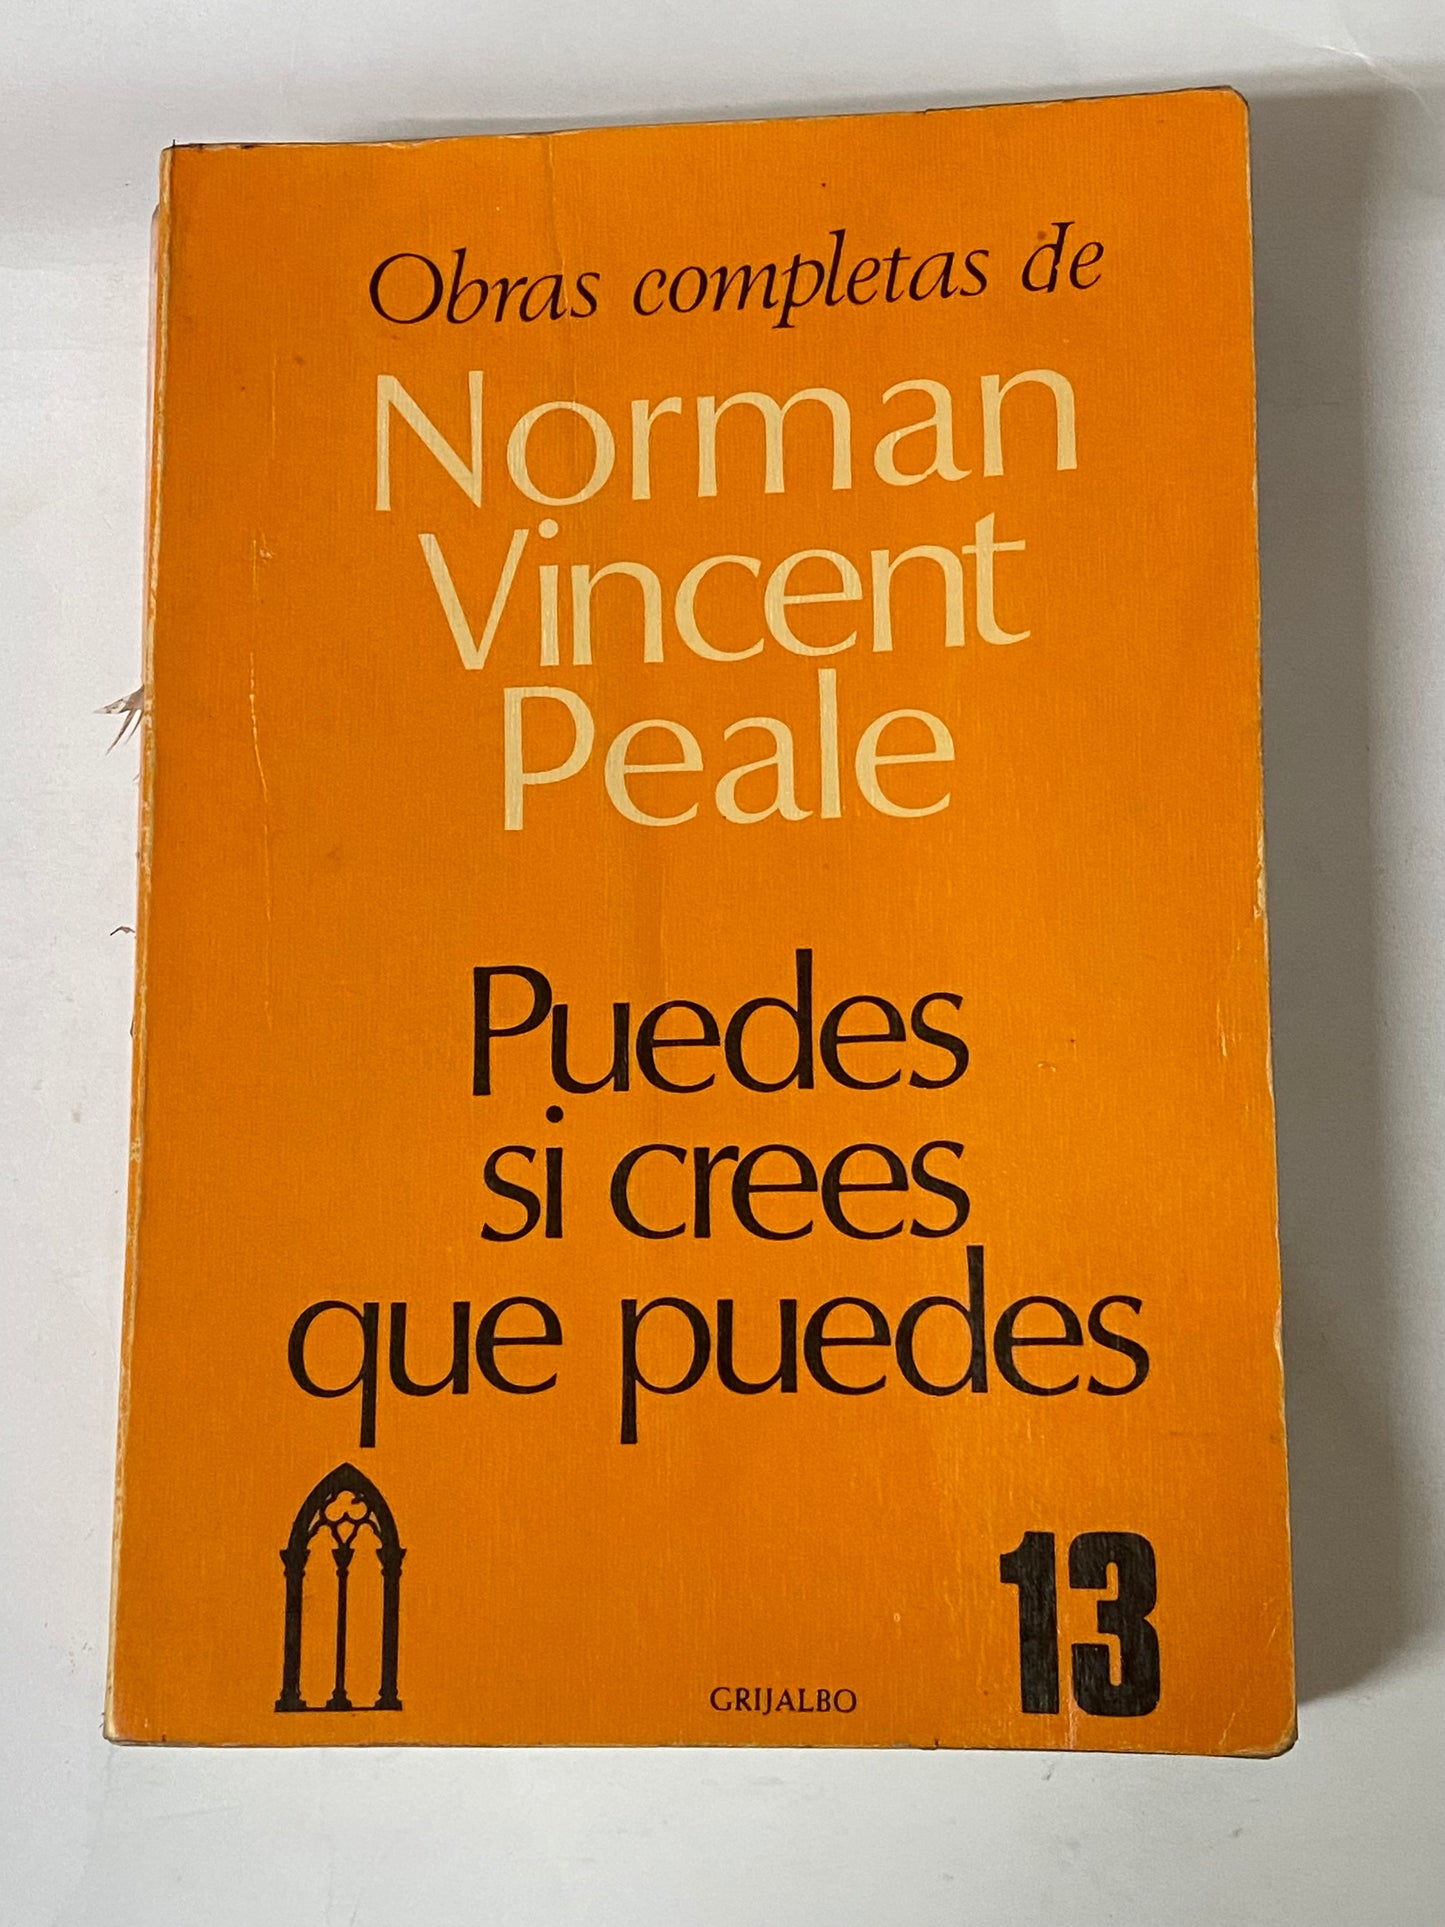 Obras completas de
Norman
Vincent
Peale
Puedes
si crees
que puedes
13
GRIJALBO